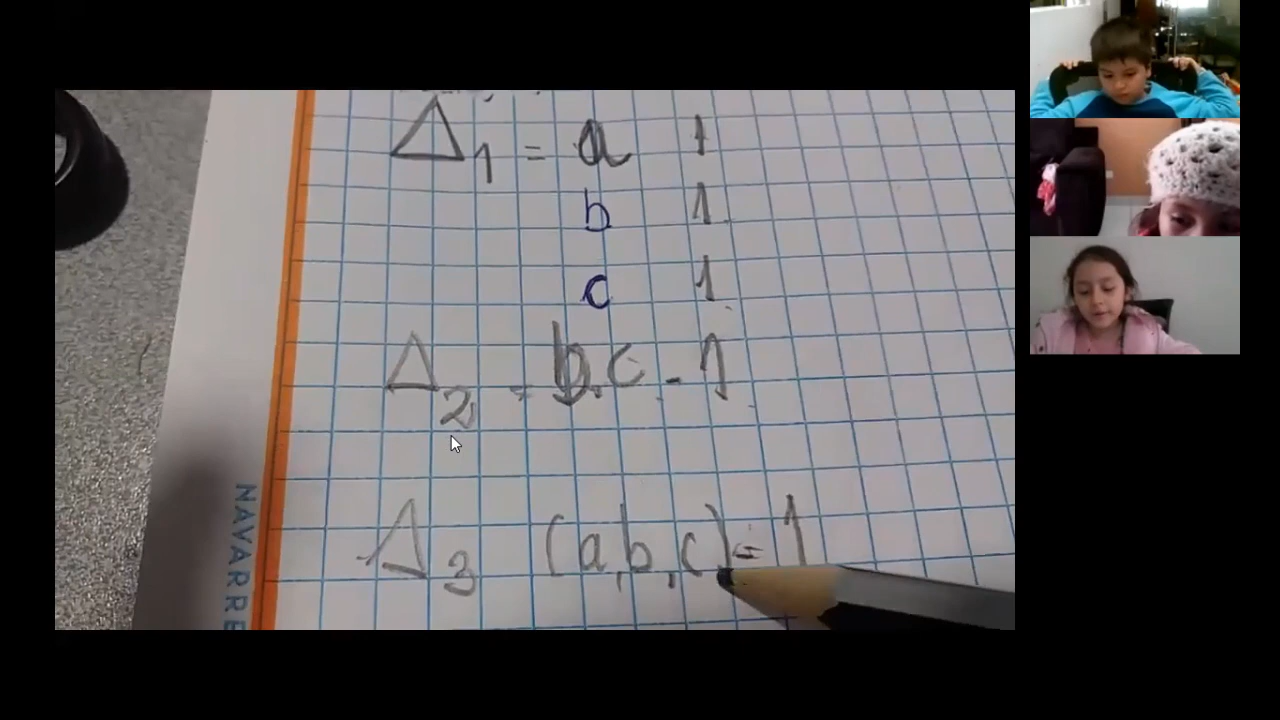 Δ1 = a 1
b 1
c 1
Δ2 = b, c - 1
Δ3 (a, b, c) = 1
NAVARRE